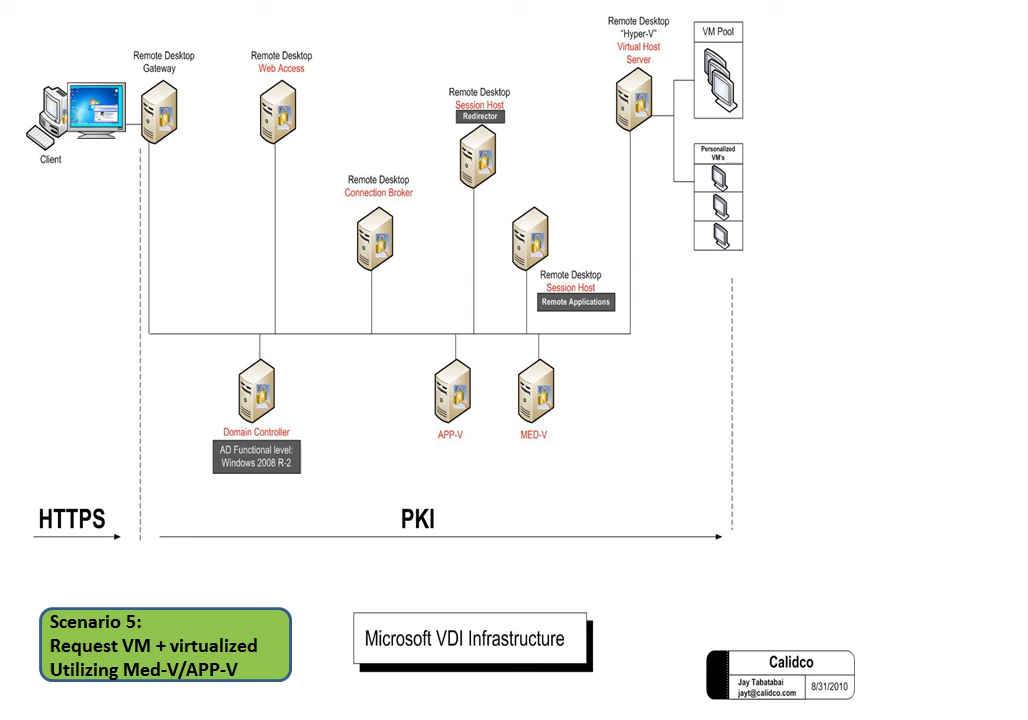 Remote Desktop
"Hyper-V"
Virtual Host
Server
VM Pool
Remote Desktop
Gateway
Remote Desktop
Web Access
Remote Desktop
Session Host
Redirector
Client
Personalized
VM's
Remote Desktop
Connection Broker
Remote Desktop
Session Host
Remote Applications
Domain Controller
AD Functional level:
Windows 2008 R-2
APP-V
MED-V
HTTPS
PKI
Scenario 5:
Request VM + virtualized
Utilizing Med-V/APP-V
Microsoft VDI Infrastructure
Calidco
Jay Tabatabai
jayt@calidco.com
8/31/2010